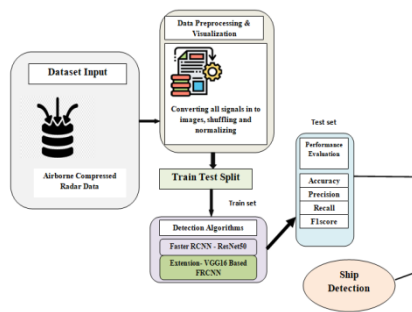 Data Preprocessing &
Visualization
Dataset Input
Converting all signals in to
images, shuffling and
normalizing
Airborne Compressed
Radar Data
Train Test Split
Train set
Test set
Performance
Evaluation
Accuracy
Precision
Recall
F1score
Detection Algorithms
Faster RCNN - ResNet50
Extension- VGG16 Based
FRCNN
Ship
Detection